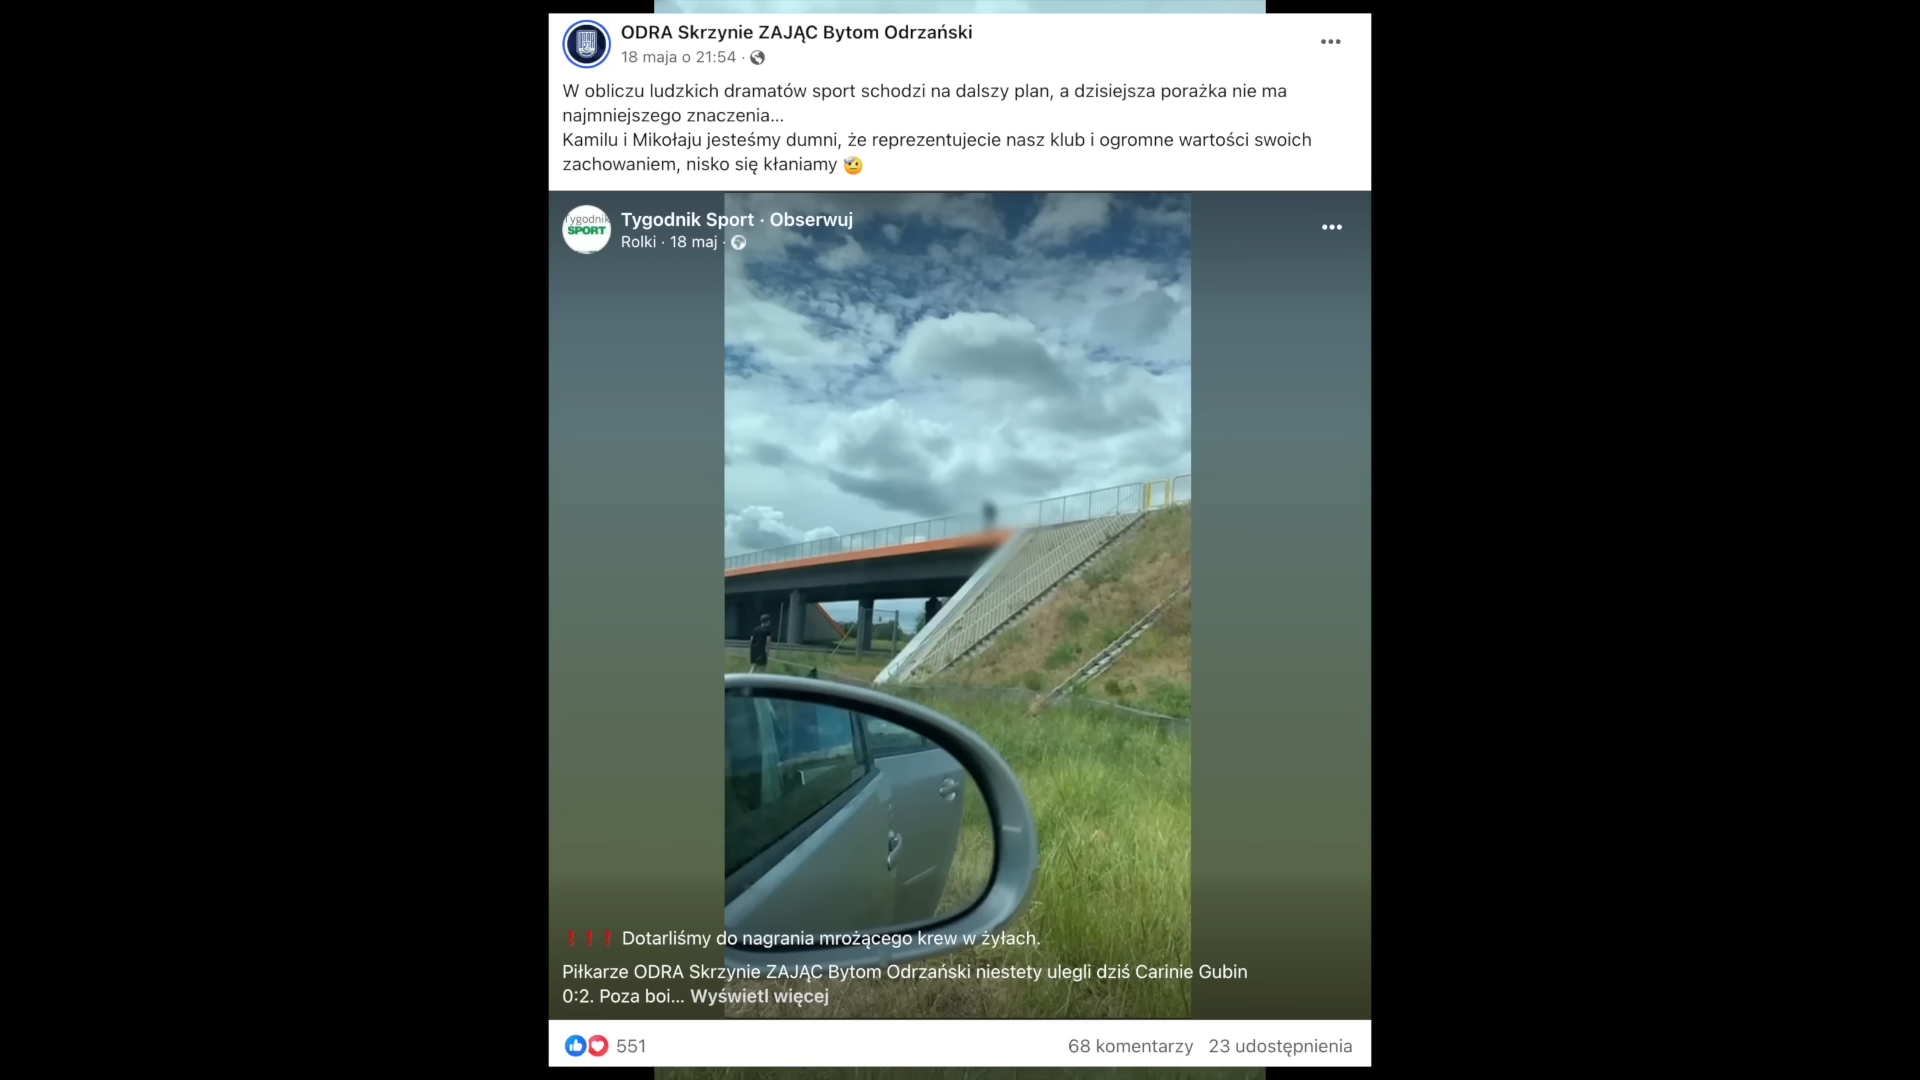 ODRA Skrzynie ZAJĄC Bytom Odrzański
18 maja o 21:54 ·
W obliczu ludzkich dramatów sport schodzi na dalszy plan, a dzisiejsza porażka nie ma
najmniejszego znaczenia...
Kamilu i Mikołaju jesteśmy dumni, że reprezentujecie nasz klub i ogromne wartości swoich
zachowaniem, nisko się kłaniamy 🫡
Tygodnik
SPORT
Tygodnik Sport · Obserwuj
Rolki · 18 maj ·
❗❗❗ Dotarliśmy do nagrania mrożącego krew w żyłach.
Piłkarze ODRA Skrzynie ZAJĄC Bytom Odrzański niestety ulegli dziś Carinie Gubin
0:2. Poza boi... Wyświetl więcej
551
68 komentarzy 23 udostępnienia